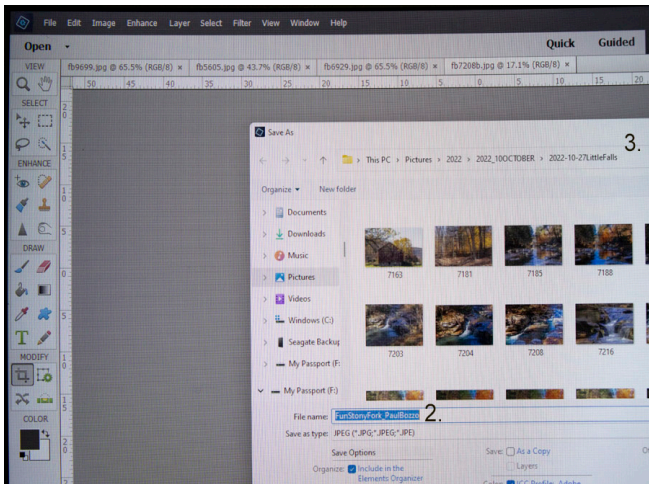 File Edit Image Enhance Layer Select Filter View Window Help
Open Quick Guided
VIEW fb9699.jpg @ 65.5% (RGB/8) × fb5605.jpg @ 43.7% (RGB/8) × fb6929.jpg @ 65.5% (RGB/8) × fb7208b.jpg @ 17.1% (RGB/8) ×
50 45 40 35 30 25 20 15 10 5 0 5 10 15 20
SELECT
Save As
3.
This PC > Pictures > 2022 > 2022_10OCTOBER > 2022-10-27LittleFalls
ENHANCE
Organize New folder
Documents
Downloads
Music
7163 7181 7185 7188
DRAW
Pictures
Videos
Windows (C:)
Seagate Backup
7203 7204 7208 7216
MODIFY
My Passport (F:
My Passport (F:)
COLOR
File name: FunStonyFork_PaulBozzo 2.
Save as type: JPEG (*.JPG;*.JPEG;*.JPE)
Save Options Save: As a Copy
Organize: Include in the Layers
Elements Organizer
Color: ICC Profile: Adobe